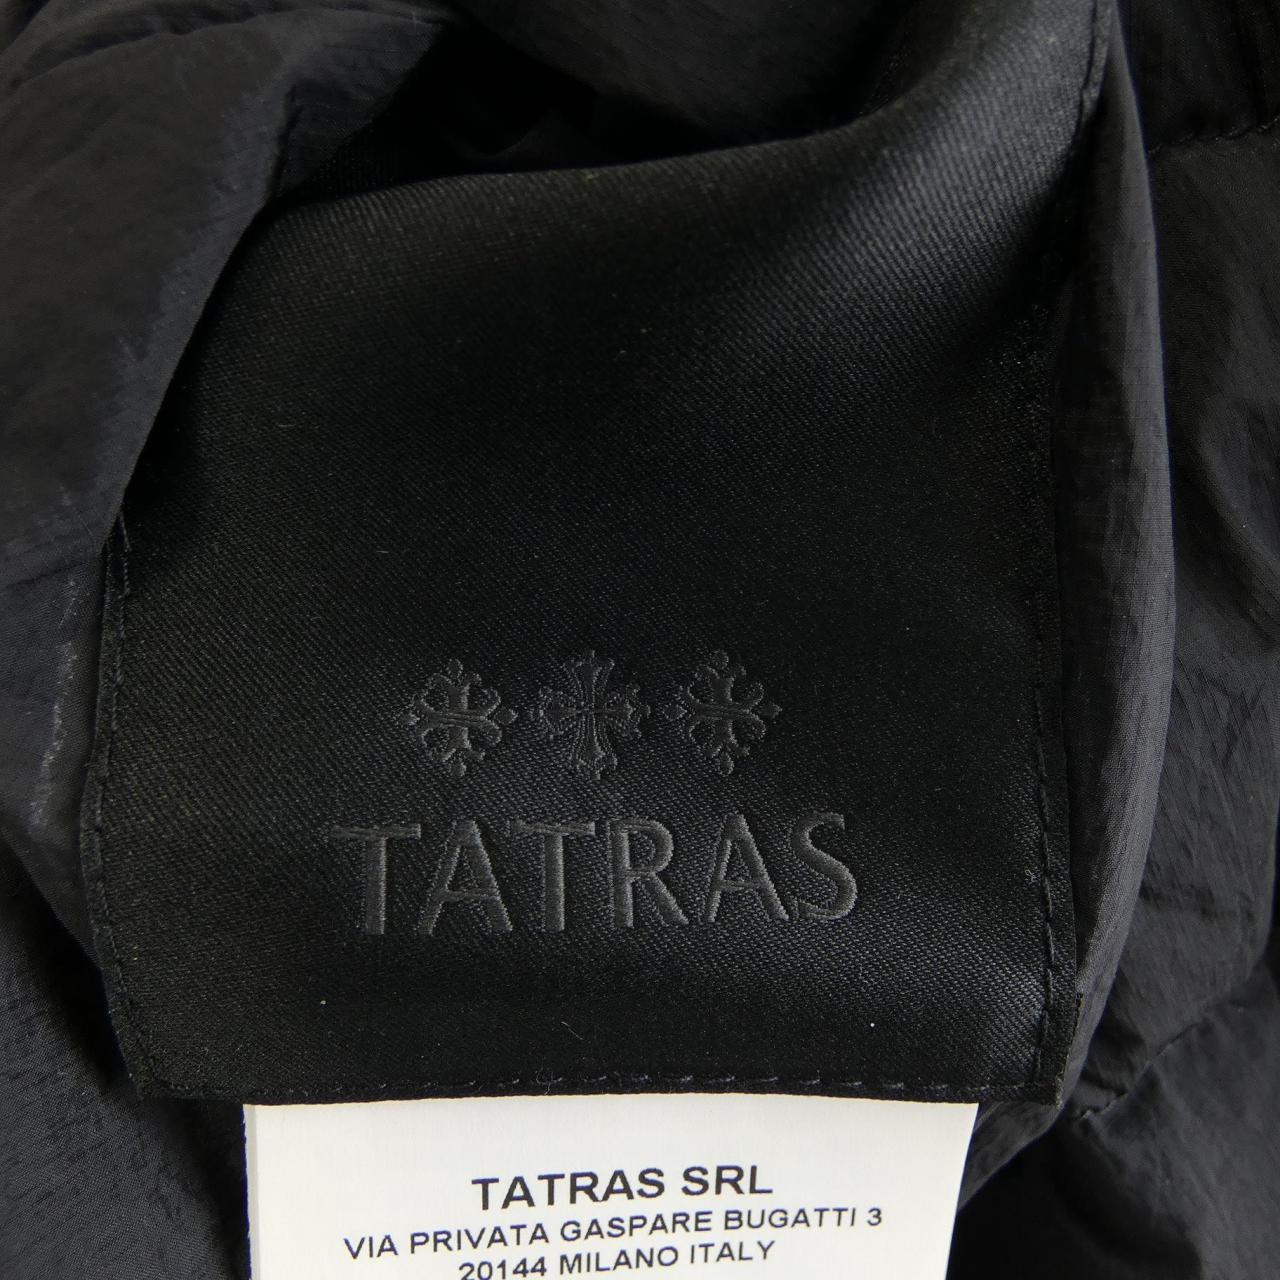 TATRAS
TATRAS SRL
VIA PRIVATA GASPARE BUGATTI 3
20144 MILANO ITALY